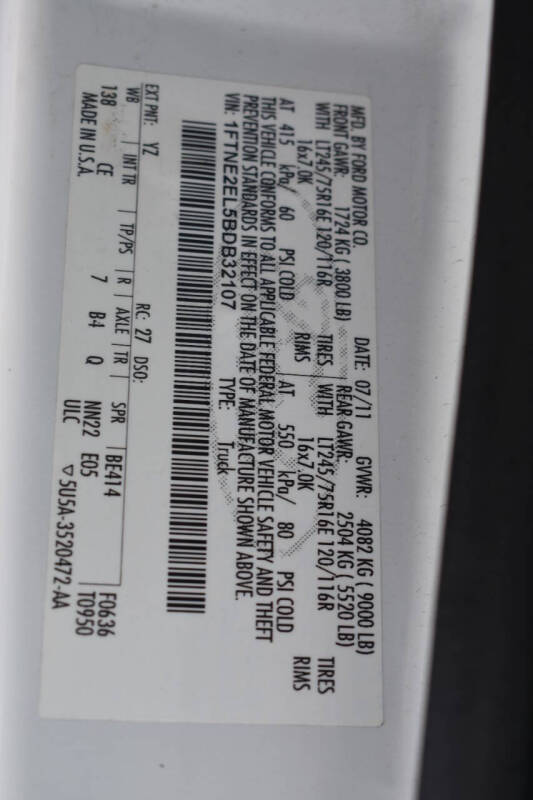 MFD. BY FORD MOTOR CO. DATE: 07/11 GVWR: 4082 KG ( 9000 LB)
FRONT GAWR: 1724 KG ( 3800 LB) REAR GAWR: 2504 KG ( 5520 LB)
WITH LT245/75R16E 120/116R TIRES WITH LT245/75R16E 120/116R TIRES
16x7.0K RIMS 16x7.0K RIMS
AT 415 kPa/ 60 PSI COLD AT 550 kPa/ 80 PSI COLD
THIS VEHICLE CONFORMS TO ALL APPLICABLE FEDERAL MOTOR VEHICLE SAFETY AND THEFT
PREVENTION STANDARDS IN EFFECT ON THE DATE OF MANUFACTURE SHOWN ABOVE.
VIN: 1FTNE2EL5BDB32107 TYPE: Truck
EXT PNT: YZ RC: 27 DSO: F0636
WB INT TR TP/PS R AXLE TR SPR BE414 T0950
138 CE 7 B4 Q NN22 E05
MADE IN U.S.A. ULC ▽5U5A-3520472-AA